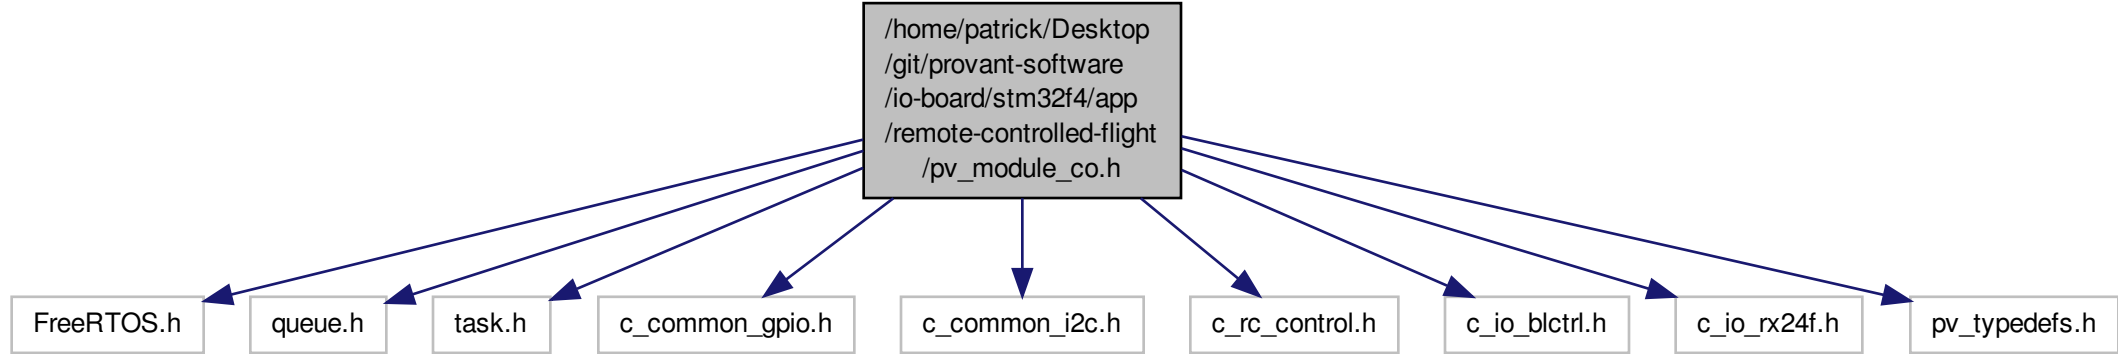 /home/patrick/Desktop
/git/provant-software
/io-board/stm32f4/app
/remote-controlled-flight
/pv_module_co.h
FreeRTOS.h
queue.h
task.h
c_common_gpio.h
c_common_i2c.h
c_rc_control.h
c_io_blctrl.h
c_io_rx24f.h
pv_typedefs.h